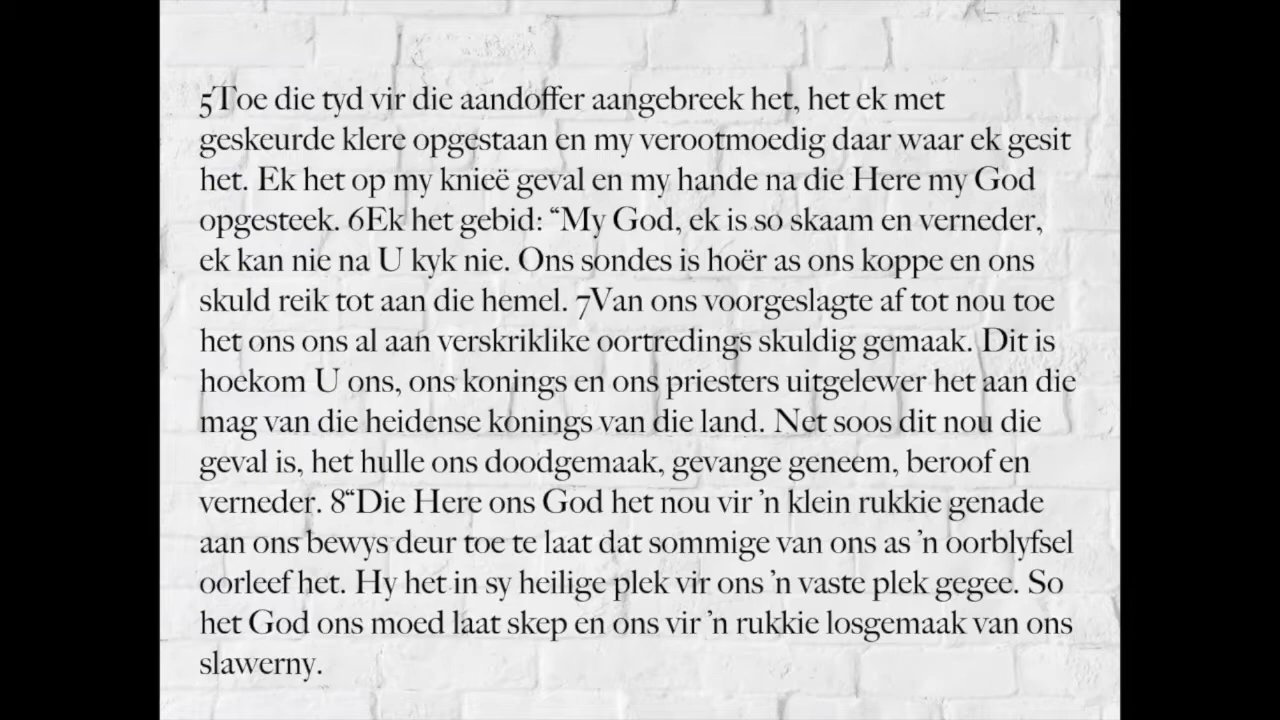 5Toe die tyd vir die aandoffer aangebreek het, het ek met
geskeurde klere opgestaan en my verootmoedig daar waar ek gesit
het. Ek het op my knieë geval en my hande na die Here my God
opgesteek. 6Ek het gebid: “My God, ek is so skaam en verneder,
ek kan nie na U kyk nie. Ons sondes is hoër as ons koppe en ons
skuld reik tot aan die hemel. 7Van ons voorgeslagte af tot nou toe
het ons ons al aan verskriklike oortredings skuldig gemaak. Dit is
hoekom U ons, ons konings en ons priesters uitgelewer het aan die
mag van die heidense konings van die land. Net soos dit nou die
geval is, het hulle ons doodgemaak, gevange geneem, beroof en
verneder. 8“Die Here ons God het nou vir ’n klein rukkie genade
aan ons bewys deur toe te laat dat sommige van ons as ’n oorblyfsel
oorleef het. Hy het in sy heilige plek vir ons ’n vaste plek gegee. So
het God ons moed laat skep en ons vir ’n rukkie losgemaak van ons
slawerny.